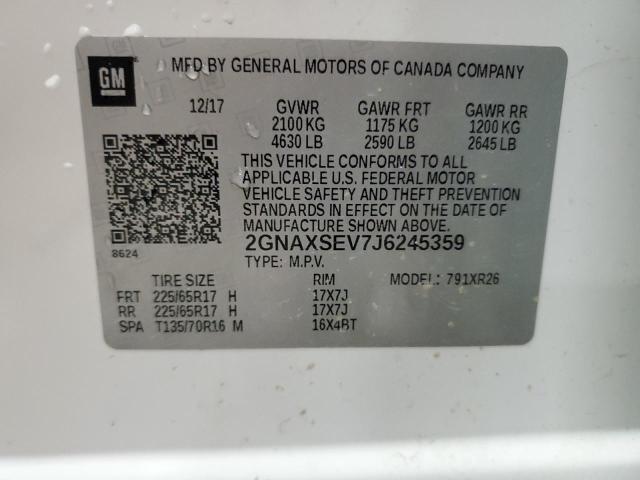 GM
MFD BY GENERAL MOTORS OF CANADA COMPANY
12/17 GVWR GAWR FRT GAWR RR
2100 KG 1175 KG 1200 KG
4630 LB 2590 LB 2645 LB
THIS VEHICLE CONFORMS TO ALL
APPLICABLE U.S. FEDERAL MOTOR
VEHICLE SAFETY AND THEFT PREVENTION
STANDARDS IN EFFECT ON THE DATE OF
MANUFACTURE SHOWN ABOVE.
8624 2GNAXSEV7J6245359
TYPE: M.P.V.
TIRE SIZE RIM MODEL: 791XR26
FRT 225/65R17 H 17X7J
RR 225/65R17 H 17X7J
SPA T135/70R16 M 16X4BT